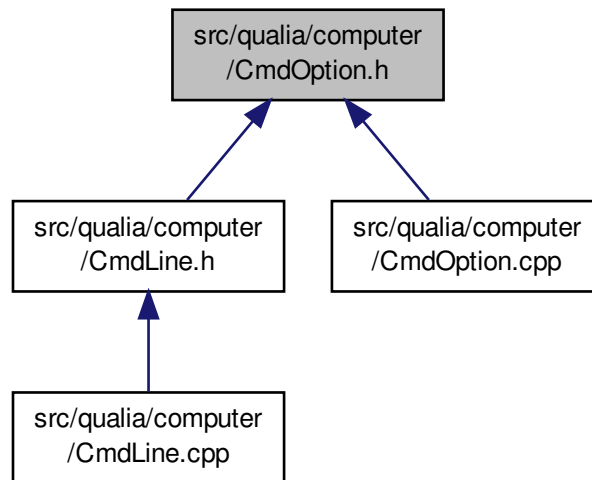 src/qualia/computer
/CmdOption.h
src/qualia/computer
/CmdLine.h
src/qualia/computer
/CmdOption.cpp
src/qualia/computer
/CmdLine.cpp